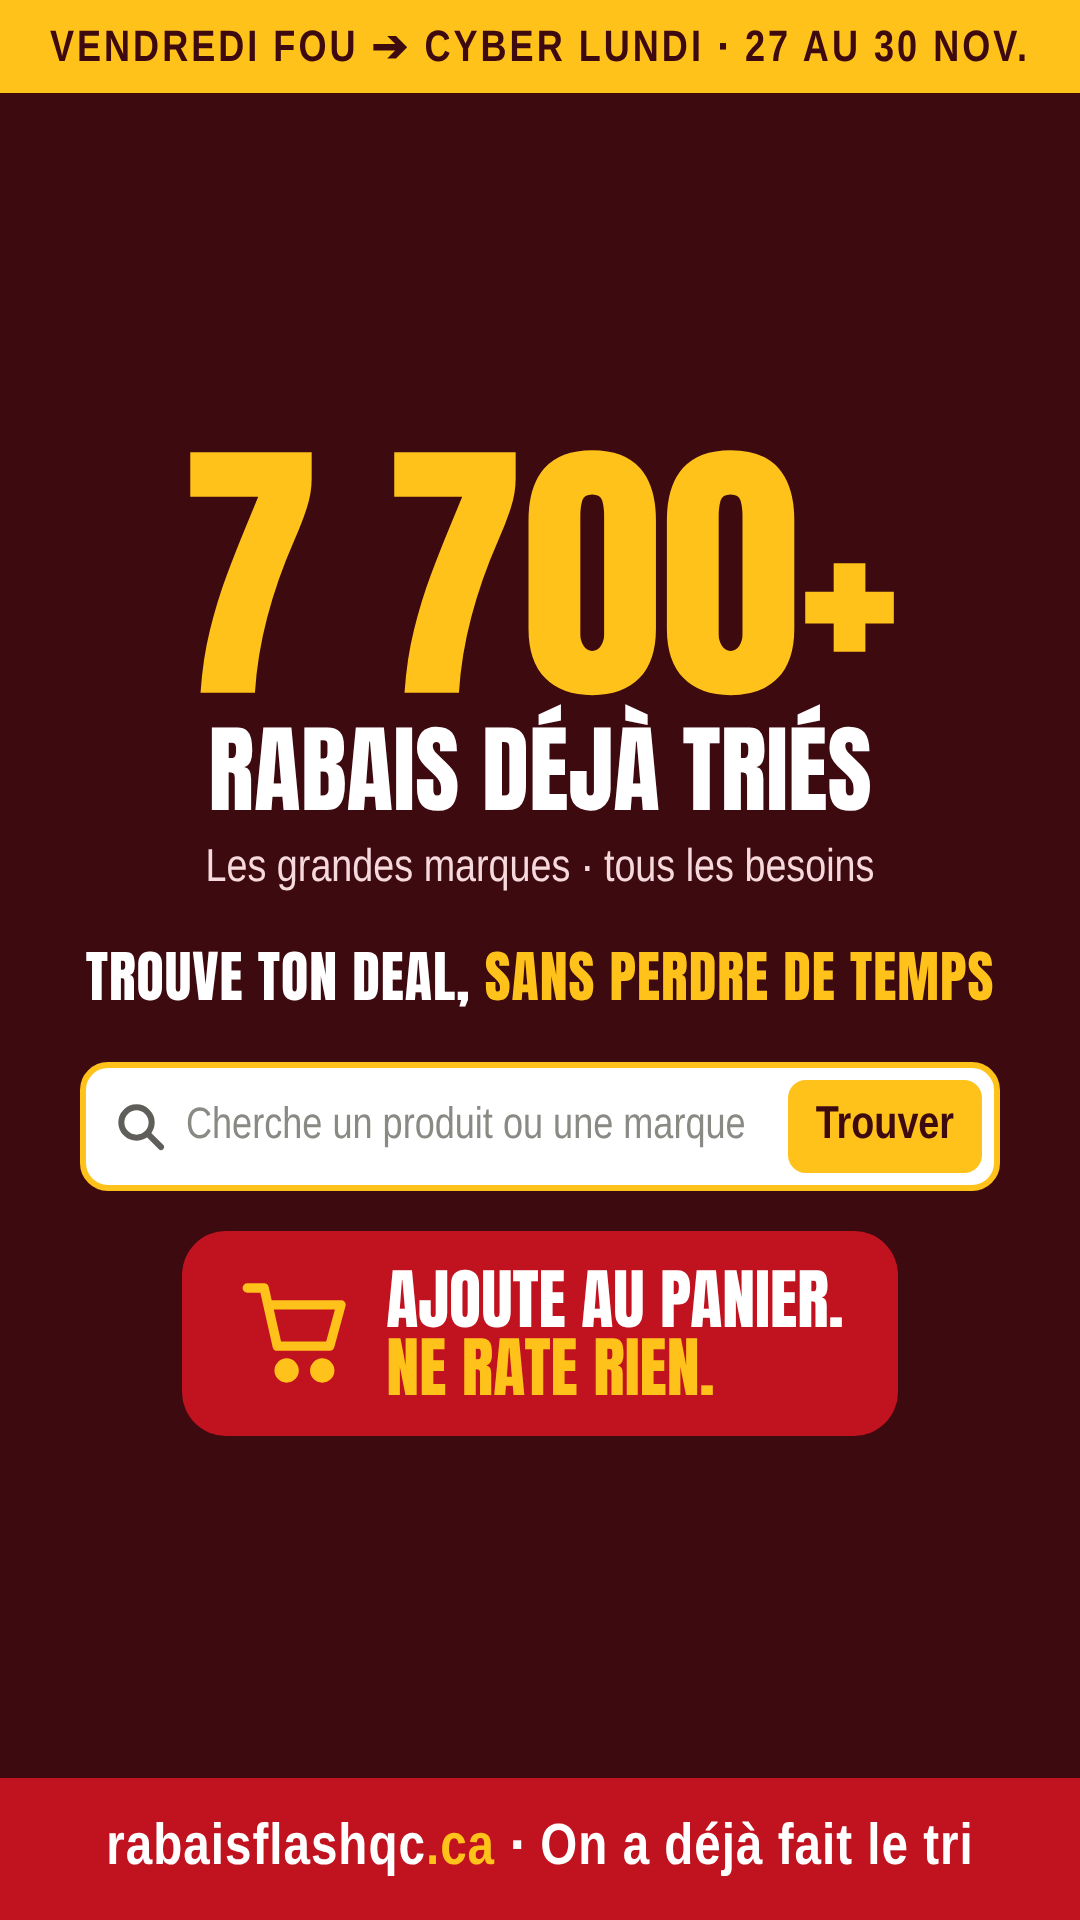 VENDREDI FOU ➔ CYBER LUNDI · 27 AU 30 NOV.
7 700+
RABAIS DÉJÀ TRIÉS
Les grandes marques · tous les besoins
TROUVE TON DEAL, SANS PERDRE DE TEMPS
Cherche un produit ou une marque
Trouver
AJOUTE AU PANIER.
NE RATE RIEN.
rabaisflashqc.ca · On a déjà fait le tri